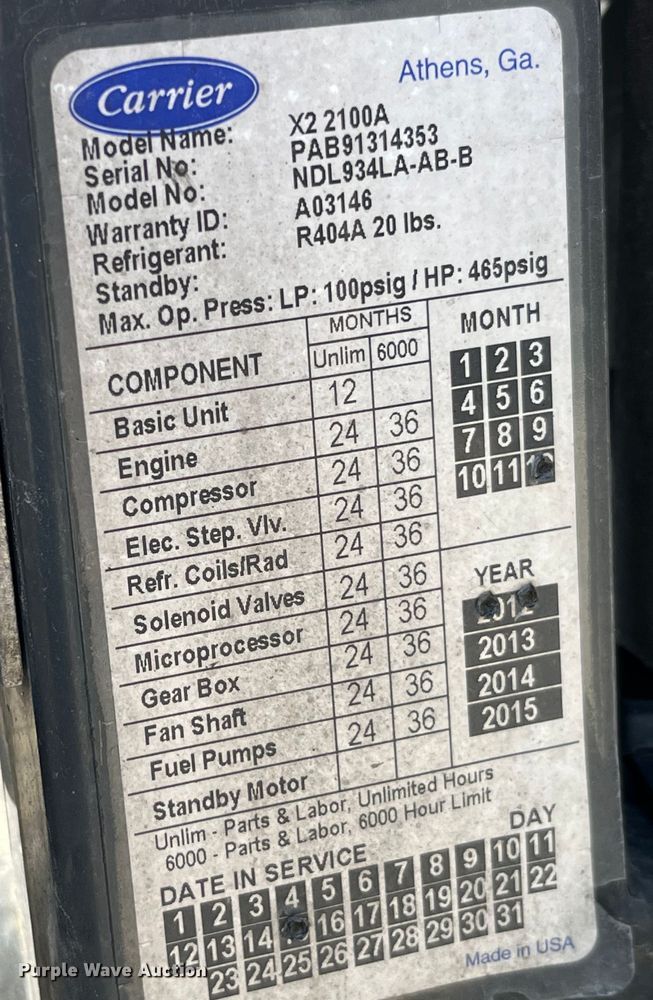 Carrier
Athens, Ga.
Model Name: X2 2100A
Serial No: PAB91314353
Model No: NDL934LA-AB-B
Warranty ID: A03146
Refrigerant: R404A 20 lbs.
Standby:
Max. Op. Press: LP: 100psig / HP: 465psig
MONTHS
COMPONENT Unlim 6000
Basic Unit 12
Engine 24 36
Compressor 24 36
Elec. Step. Vlv. 24 36
Refr. Coils/Rad 24 36
Solenoid Valves 24 36
Microprocessor 24 36
Gear Box 24 36
Fan Shaft 24 36
Fuel Pumps 24 36
Standby Motor
MONTH
1 2 3
4 5 6
7 8 9
10 11
YEAR
2013
2014
2015
Unlim - Parts & Labor, Unlimited Hours
6000 - Parts & Labor, 6000 Hour Limit
DATE IN SERVICE DAY
1 2 3 4 5 6 7 8 9 10 11
12 13 14 16 17 18 19 20 21 22
23 24 25 26 27 28 29 30 31
Made in USA
Purple Wave Auction